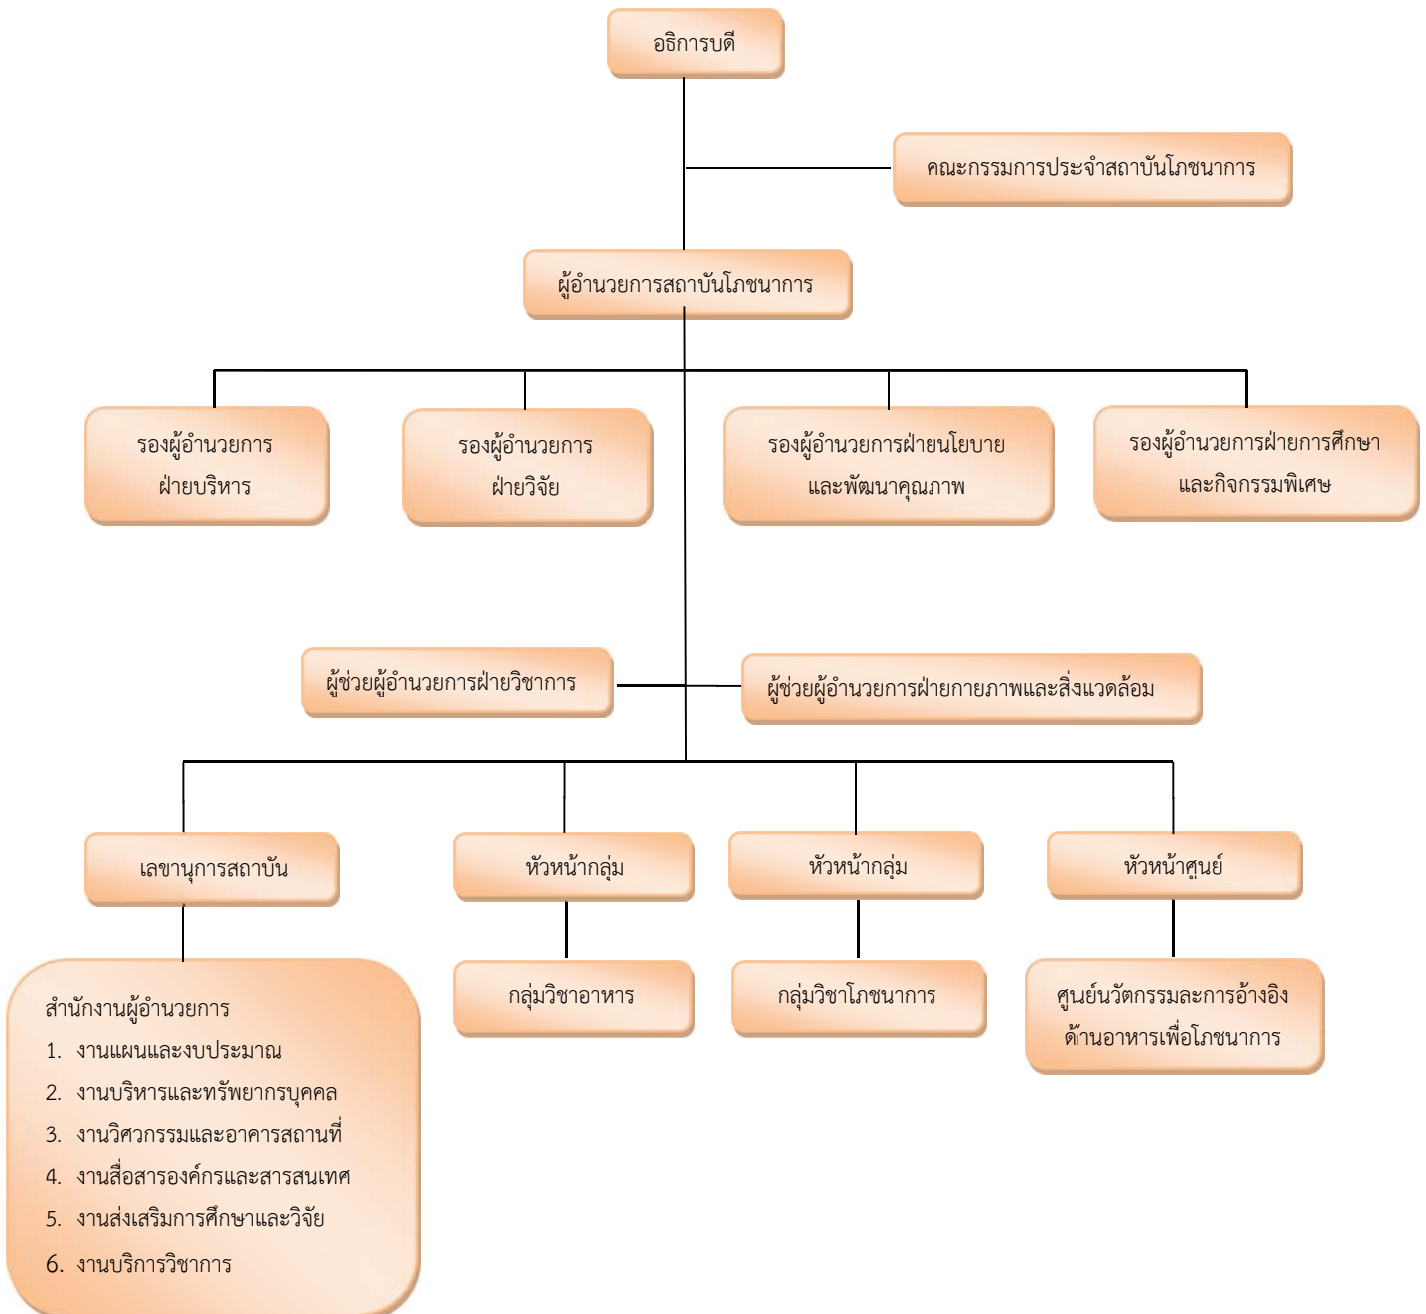 อธิการบดี
คณะกรรมการประจำสถาบันโภชนาการ
ผู้อำนวยการสถาบันโภชนาการ
รองผู้อำนวยการ
ฝ่ายบริหาร
รองผู้อำนวยการ
ฝ่ายวิจัย
รองผู้อำนวยการฝ่ายนโยบาย
และพัฒนาคุณภาพ
รองผู้อำนวยการฝ่ายการศึกษา
และกิจกรรมพิเศษ
ผู้ช่วยผู้อำนวยการฝ่ายวิชาการ
ผู้ช่วยผู้อำนวยการฝ่ายกายภาพและสิ่งแวดล้อม
เลขานุการสถาบัน
หัวหน้ากลุ่ม
หัวหน้ากลุ่ม
หัวหน้าศูนย์
สำนักงานผู้อำนวยการ
1. งานแผนและงบประมาณ
2. งานบริหารและทรัพยากรบุคคล
3. งานวิศวกรรมและอาคารสถานที่
4. งานสื่อสารองค์กรและสารสนเทศ
5. งานส่งเสริมการศึกษาและวิจัย
6. งานบริการวิชาการ
กลุ่มวิชาอาหาร
กลุ่มวิชาโภชนาการ
ศูนย์นวัตกรรมละการอ้างอิง
ด้านอาหารเพื่อโภชนาการ